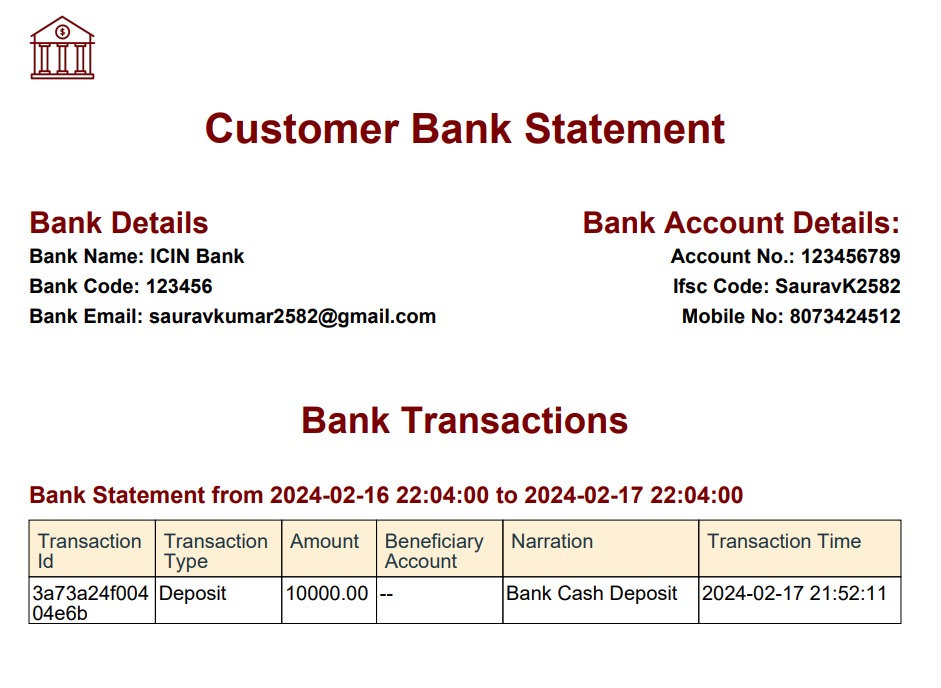 $
Customer Bank Statement
Bank Details
Bank Name: ICIN Bank
Bank Code: 123456
Bank Email: sauravkumar2582@gmail.com
Bank Account Details:
Account No.: 123456789
Ifsc Code: SauravK2582
Mobile No: 8073424512
Bank Transactions
Bank Statement from 2024-02-16 22:04:00 to 2024-02-17 22:04:00
Transaction Id | Transaction Type | Amount | Beneficiary Account | Narration | Transaction Time
3a73a24f00404e6b | Deposit | 10000.00 | -- | Bank Cash Deposit | 2024-02-17 21:52:11